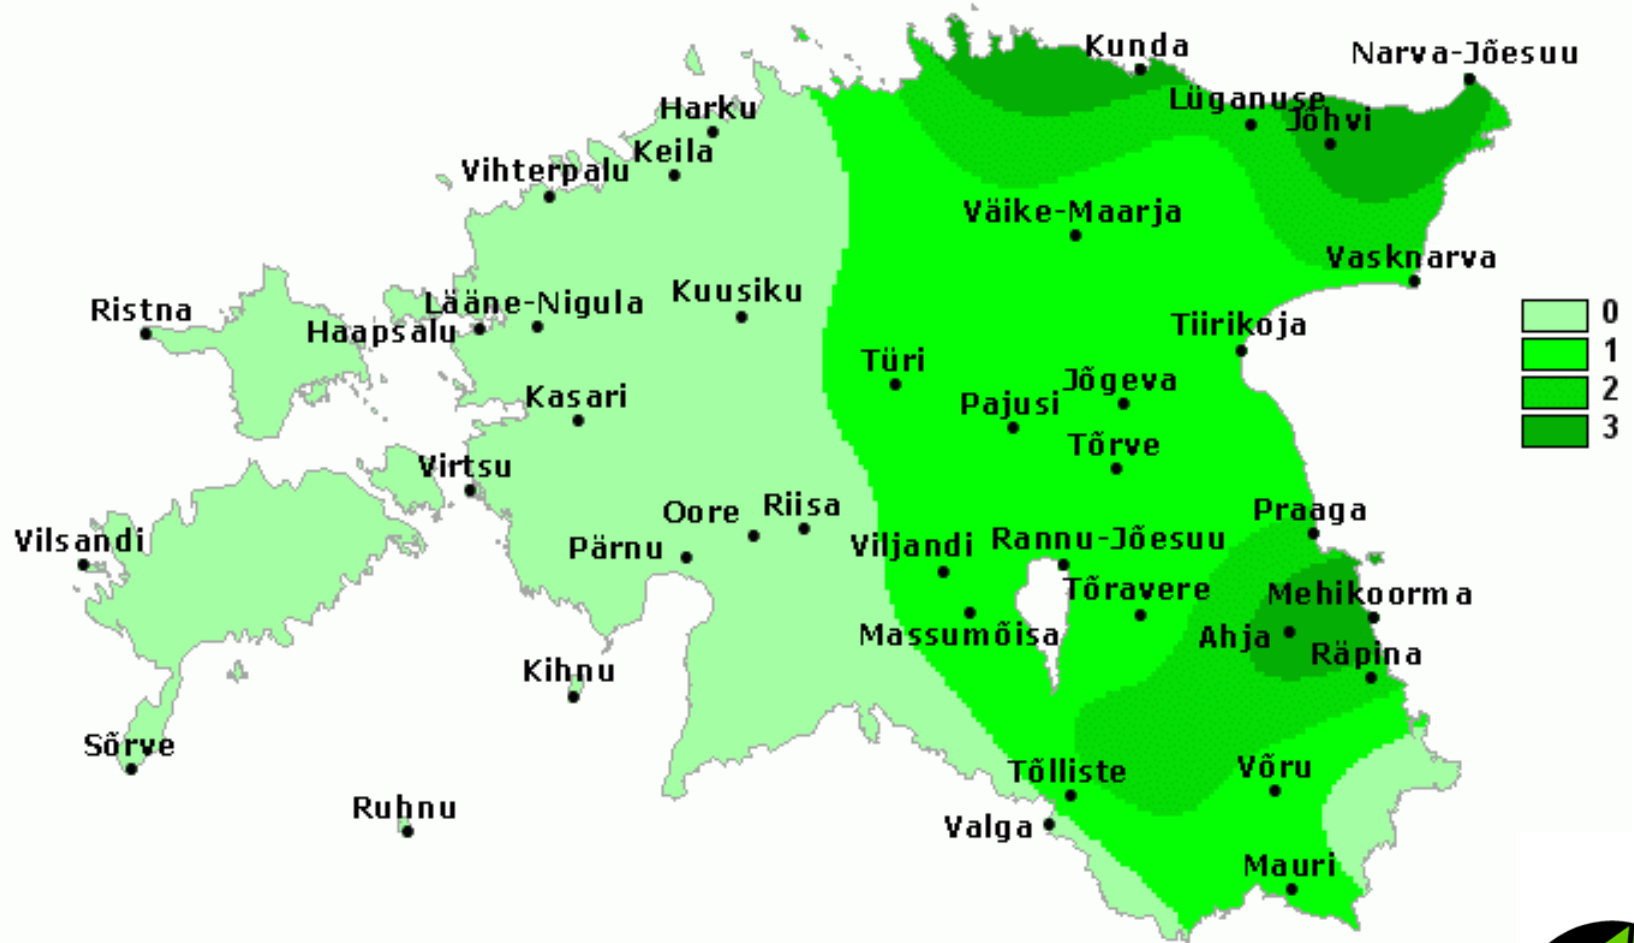 Kunda
Narva-Jõesuu
Harku
Lüganuse
Jõhvi
Keila
Vihterpalu
Väike-Maarja
Vasknarva
Kuusiku
Lääne-Nigula
Ristna
Haapsalu
Tiirikoja
0
1
2
3
Türi
Jõgeva
Kasari
Pajusi
Tõrve
Virtsu
Riisa
Oore
Praaga
Vilsandi
Pärnu
Viljandi
Rannu-Jõesuu
Tõravere
Mehikoorma
Massumõisa
Ahja
Räpina
Kihnu
Sõrve
Tõlliste
Võru
Ruhnu
Valga
Mauri